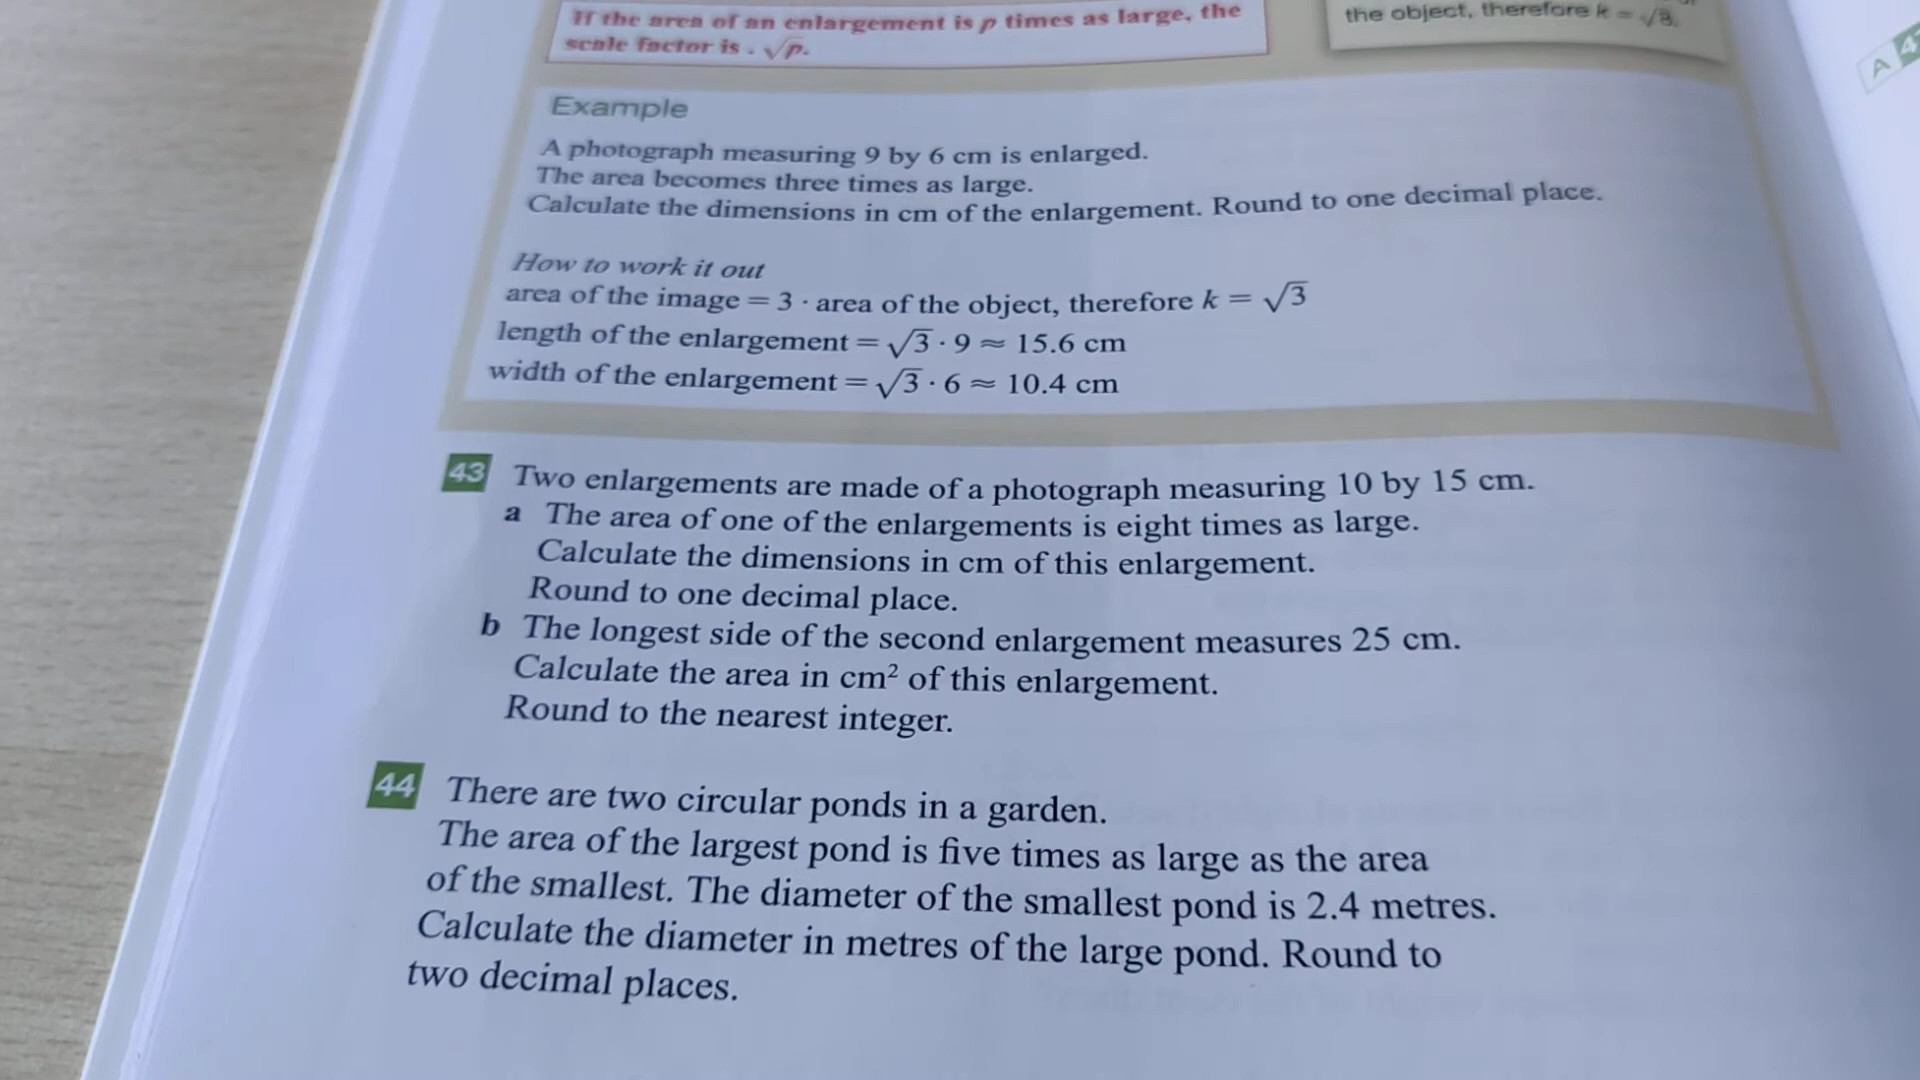 If the area of an enlargement is p times as large, the
scale factor is . √p.
the object, therefore k = √8.
A 4
Example
A photograph measuring 9 by 6 cm is enlarged.
The area becomes three times as large.
Calculate the dimensions in cm of the enlargement. Round to one decimal place.
How to work it out
area of the image = 3 · area of the object, therefore k = √3
length of the enlargement = √3 · 9 ≈ 15.6 cm
width of the enlargement = √3 · 6 ≈ 10.4 cm
43 Two enlargements are made of a photograph measuring 10 by 15 cm.
a The area of one of the enlargements is eight times as large.
Calculate the dimensions in cm of this enlargement.
Round to one decimal place.
b The longest side of the second enlargement measures 25 cm.
Calculate the area in cm² of this enlargement.
Round to the nearest integer.
44 There are two circular ponds in a garden.
The area of the largest pond is five times as large as the area
of the smallest. The diameter of the smallest pond is 2.4 metres.
Calculate the diameter in metres of the large pond. Round to
two decimal places.